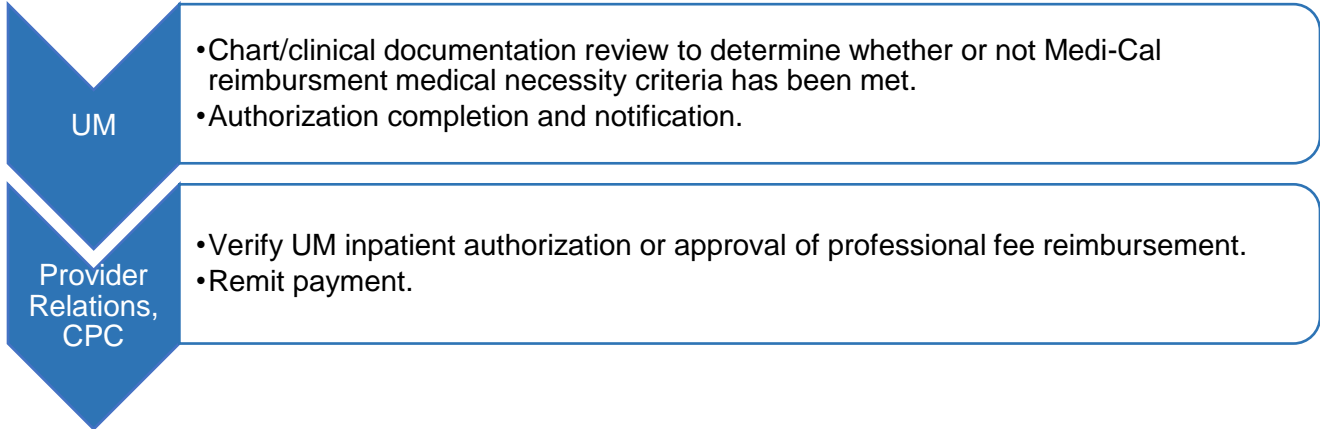 UM
•Chart/clinical documentation review to determine whether or not Medi-Cal
reimbursment medical necessity criteria has been met.
•Authorization completion and notification.
Provider
Relations,
CPC
•Verify UM inpatient authorization or approval of professional fee reimbursement.
•Remit payment.